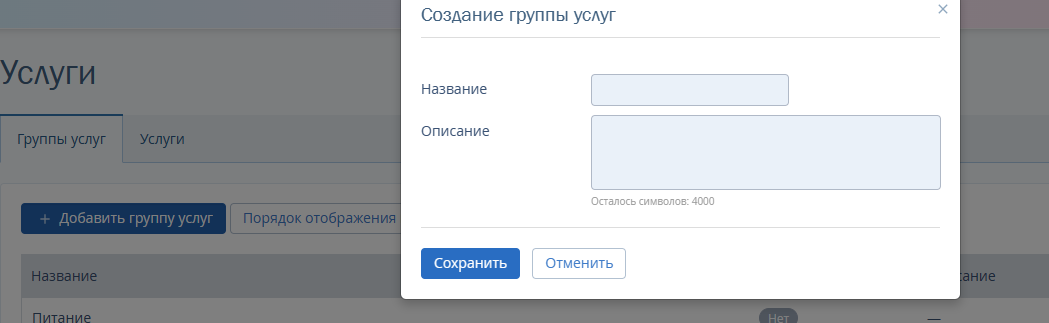 Создание группы услуг
×
Услуги
Название
Описание
Группы услуг
Услуги
Осталось символов: 4000
+ Добавить группу услуг
Порядок отображения
Сохранить
Отменить
Название
сание
Питание
Нет
—